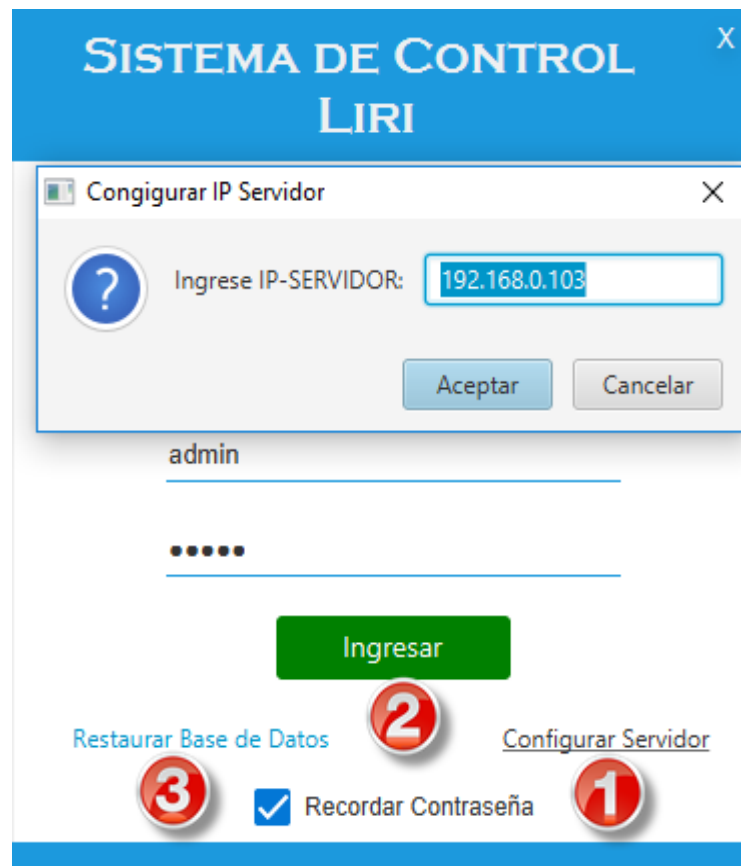 SISTEMA DE CONTROL
LIRI
X
Congigurar IP Servidor
?
Ingrese IP-SERVIDOR: 192.168.0.103
Aceptar Cancelar
admin
•••••
Ingresar
2
Restaurar Base de Datos Configurar Servidor
3 1
Recordar Contraseña